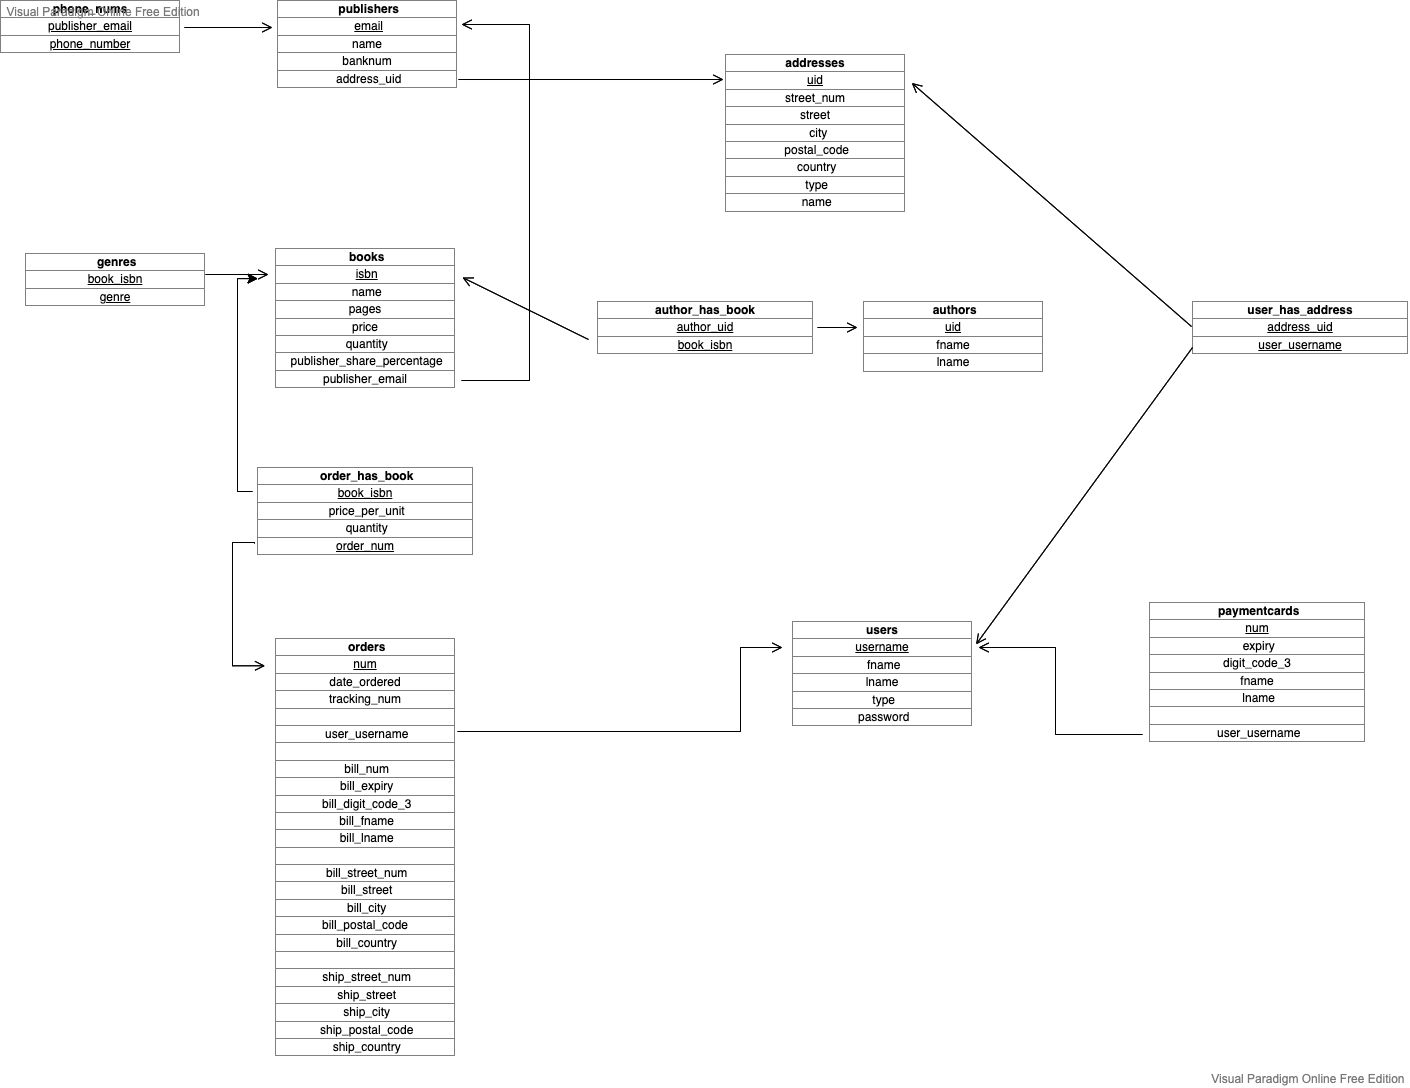 phone_nums
Visual Paradigm Online Free Edition
publisher_email
phone_number
publishers
email
name
banknum
address_uid
addresses
uid
street_num
street
city
postal_code
country
type
name
genres
book_isbn
genre
books
isbn
name
pages
price
quantity
publisher_share_percentage
publisher_email
author_has_book
author_uid
book_isbn
authors
uid
fname
lname
user_has_address
address_uid
user_username
order_has_book
book_isbn
price_per_unit
quantity
order_num
orders
num
date_ordered
tracking_num
user_username
bill_num
bill_expiry
bill_digit_code_3
bill_fname
bill_lname
bill_street_num
bill_street
bill_city
bill_postal_code
bill_country
ship_street_num
ship_street
ship_city
ship_postal_code
ship_country
users
username
fname
lname
type
password
paymentcards
num
expiry
digit_code_3
fname
lname
user_username
Visual Paradigm Online Free Edition